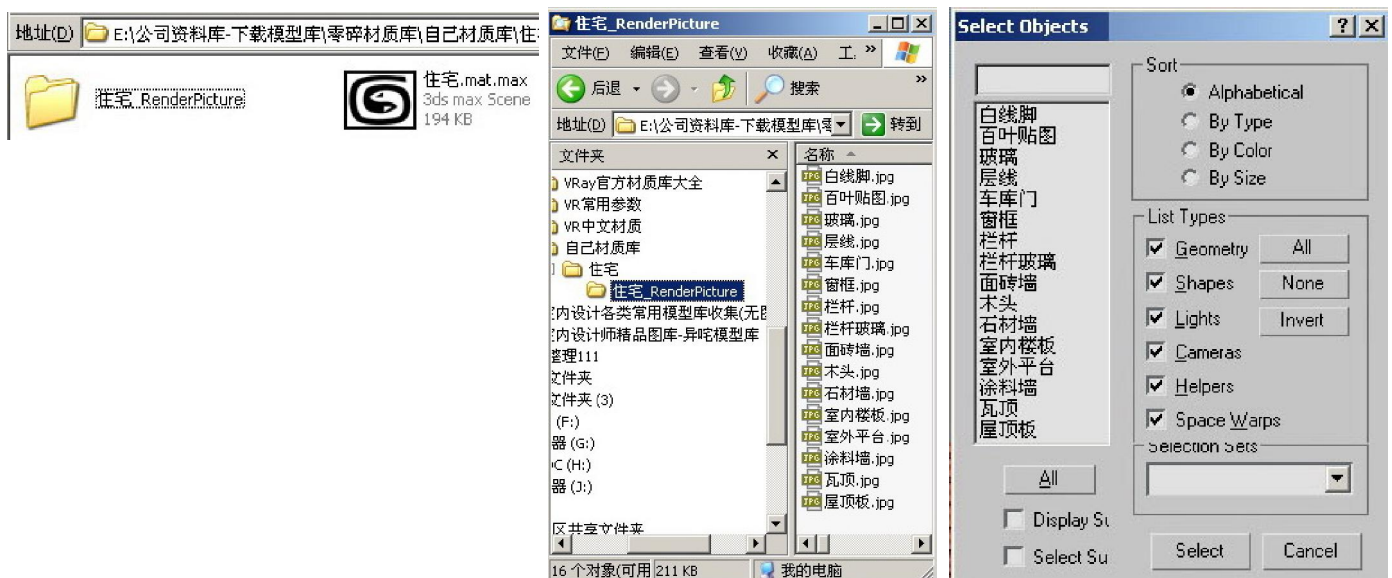 地址(D) E:\公司资料库-下载模型库\零碎材质库\自己材质库\住
住宅_RenderPicture
住宅.mat.max
3ds max Scene
194 KB
住宅_RenderPicture
文件(F) 编辑(E) 查看(V) 收藏(A) 工. »
后退 搜索 »
地址(D) E:\公司资料库-下载模型库\零 转到
文件夹 ×
VRay官方材质库大全
VR常用参数
VR中文材质
自己材质库
住宅
住宅_RenderPicture
内设计各类常用模型库收集(无
内设计师精品图库-异咤模型库
整理111
文件夹
文件夹 (3)
(F:)
器 (G:)
C (H:)
器 (J:)
区共享文件夹
名称
白线脚.jpg
百叶贴图.jpg
玻璃.jpg
层线.jpg
车库门.jpg
窗框.jpg
栏杆.jpg
栏杆玻璃.jpg
面砖墙.jpg
木头.jpg
石材墙.jpg
室内楼板.jpg
室外平台.jpg
涂料墙.jpg
瓦顶.jpg
屋顶板.jpg
16 个对象(可用 211 KB 我的电脑
Select Objects
白线脚
百叶贴图
玻璃
层线
车库门
窗框
栏杆
栏杆玻璃
面砖墙
木头
石材墙
室内楼板
室外平台
涂料墙
瓦顶
屋顶板
All
Display Su
Select Su
Sort
Alphabetical
By Type
By Color
By Size
List Types
Geometry All
Shapes None
Lights Invert
Cameras
Helpers
Space Warps
Selection Sets
Select Cancel